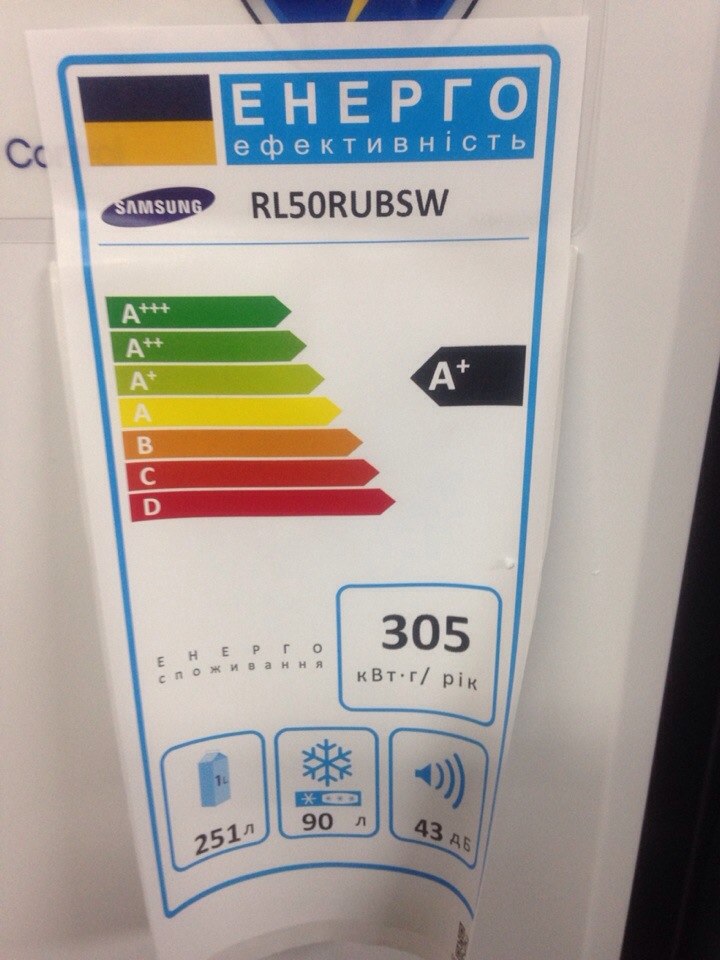 ЕНЕРГО
ефективність
SAMSUNG
RL50RUBSW
A+++
A++
A+
A
B
C
D
A+
305
кВт·г/ рік
ЕНЕРГО
споживання
1L
251 л
90 л
43 дБ